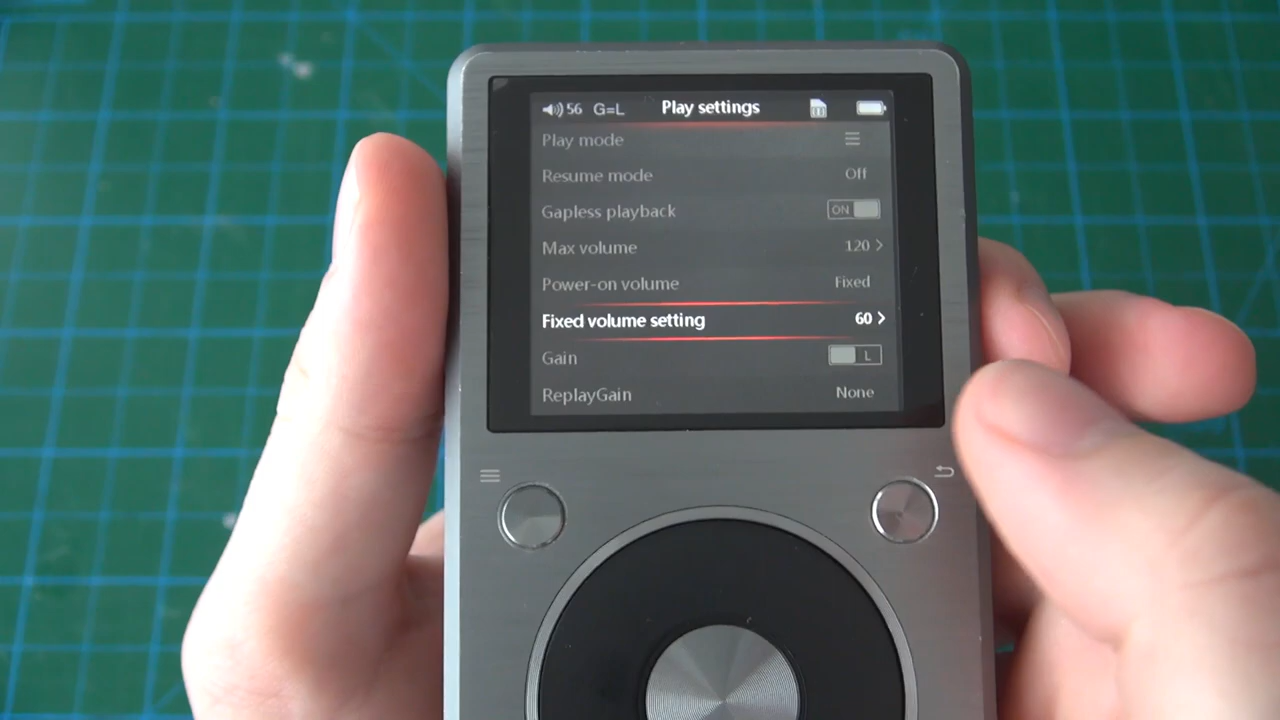 56 G=L Play settings
Play mode
Resume mode Off
Gapless playback ON
Max volume 120 >
Power-on volume Fixed
Fixed volume setting 60 >
Gain L
ReplayGain None